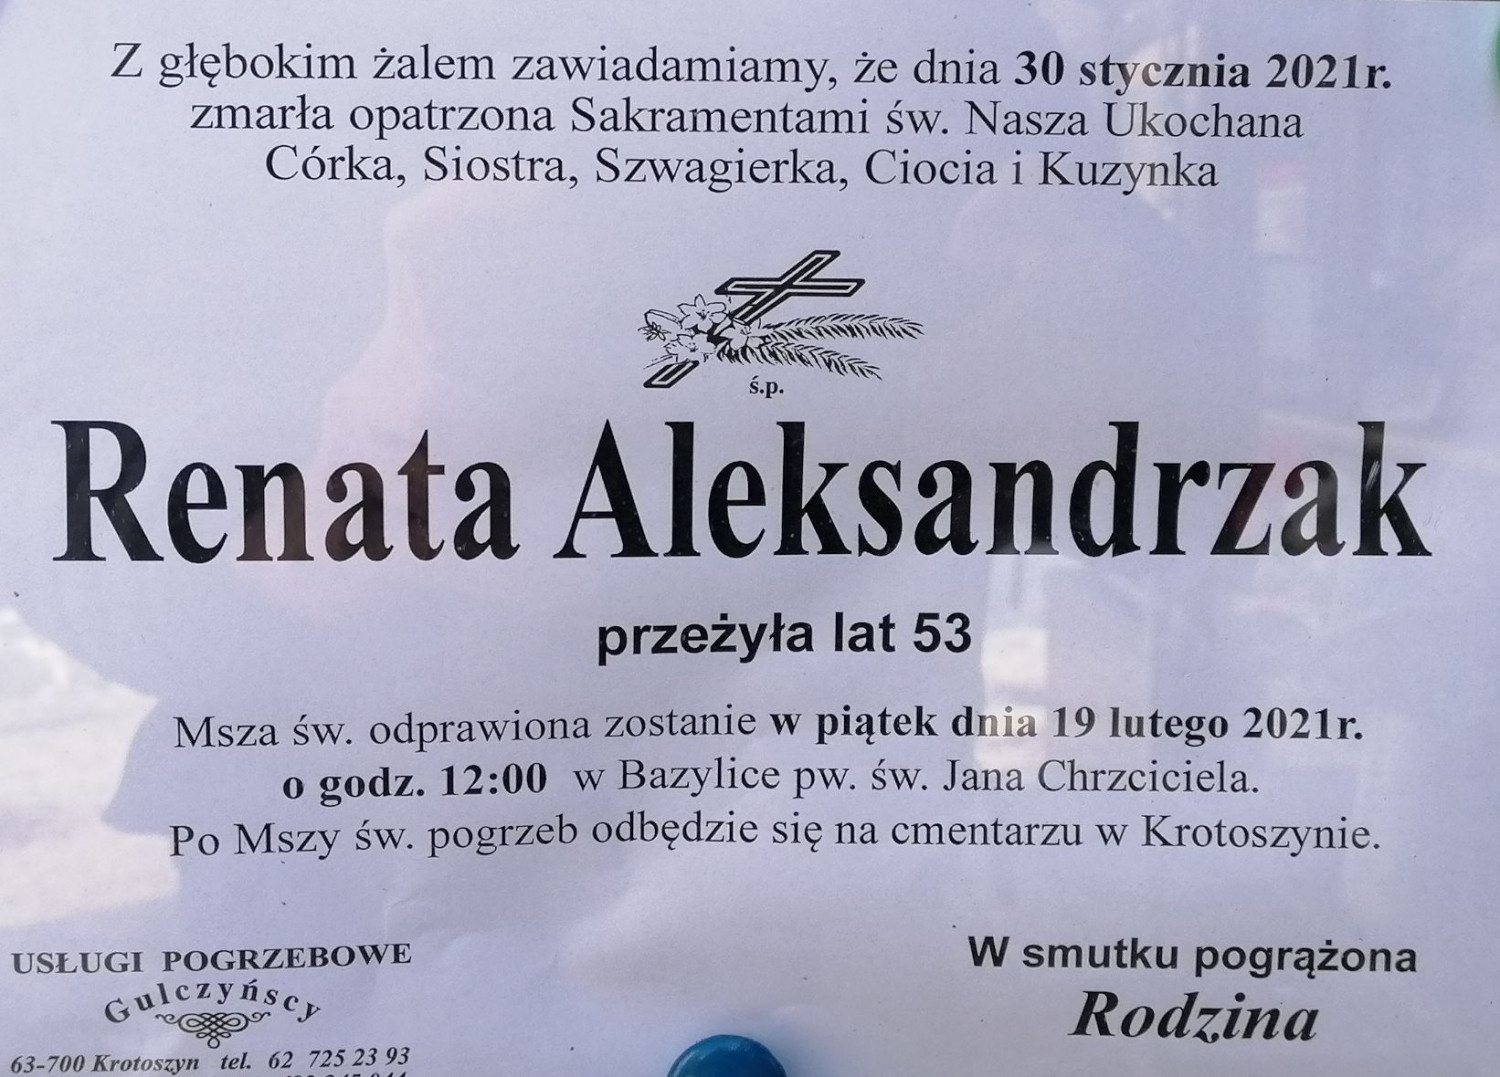 Z głębokim żalem zawiadamiamy, że dnia 30 stycznia 2021r.
zmarła opatrzona Sakramentami św. Nasza Ukochana
Córka, Siostra, Szwagierka, Ciocia i Kuzynka
ś.p.
Renata Aleksandrzak
przeżyła lat 53
Msza św. odprawiona zostanie w piątek dnia 19 lutego 2021r.
o godz. 12:00 w Bazylice pw. św. Jana Chrzciciela.
Po Mszy św. pogrzeb odbędzie się na cmentarzu w Krotoszynie.
W smutku pogrążona
Rodzina
USŁUGI POGRZEBOWE
Gulczyńscy
63-700 Krotoszyn tel. 62 725 23 93